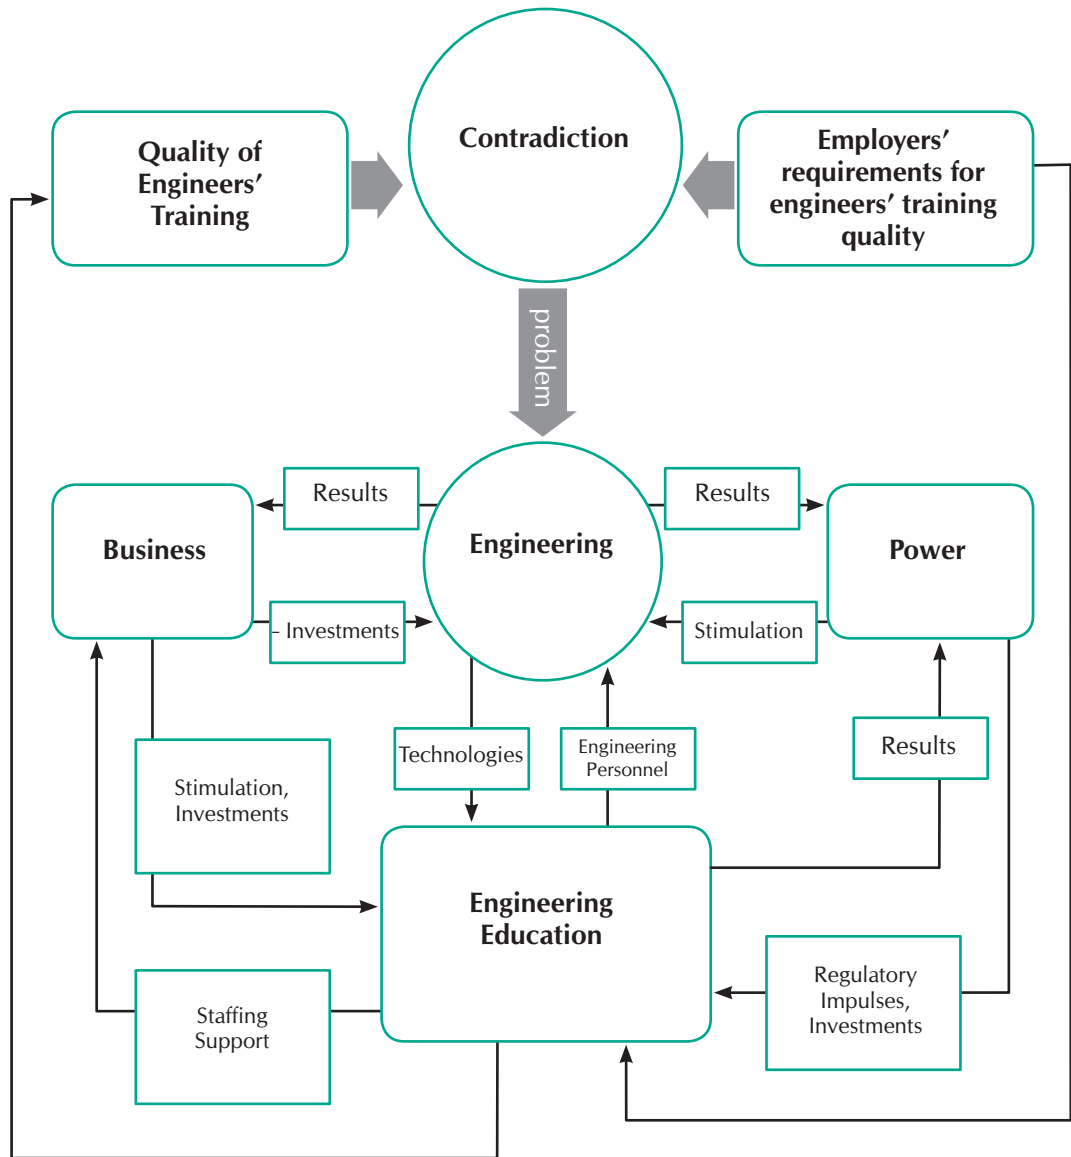 Contradiction
Quality of
Engineers’
Training
Employers’
requirements for
engineers’ training
quality
problem
Results
Results
Business
Engineering
Power
– Investments
Stimulation
Technologies
Engineering
Personnel
Results
Stimulation,
Investments
Engineering
Education
Regulatory
Impulses,
Investments
Staffing
Support